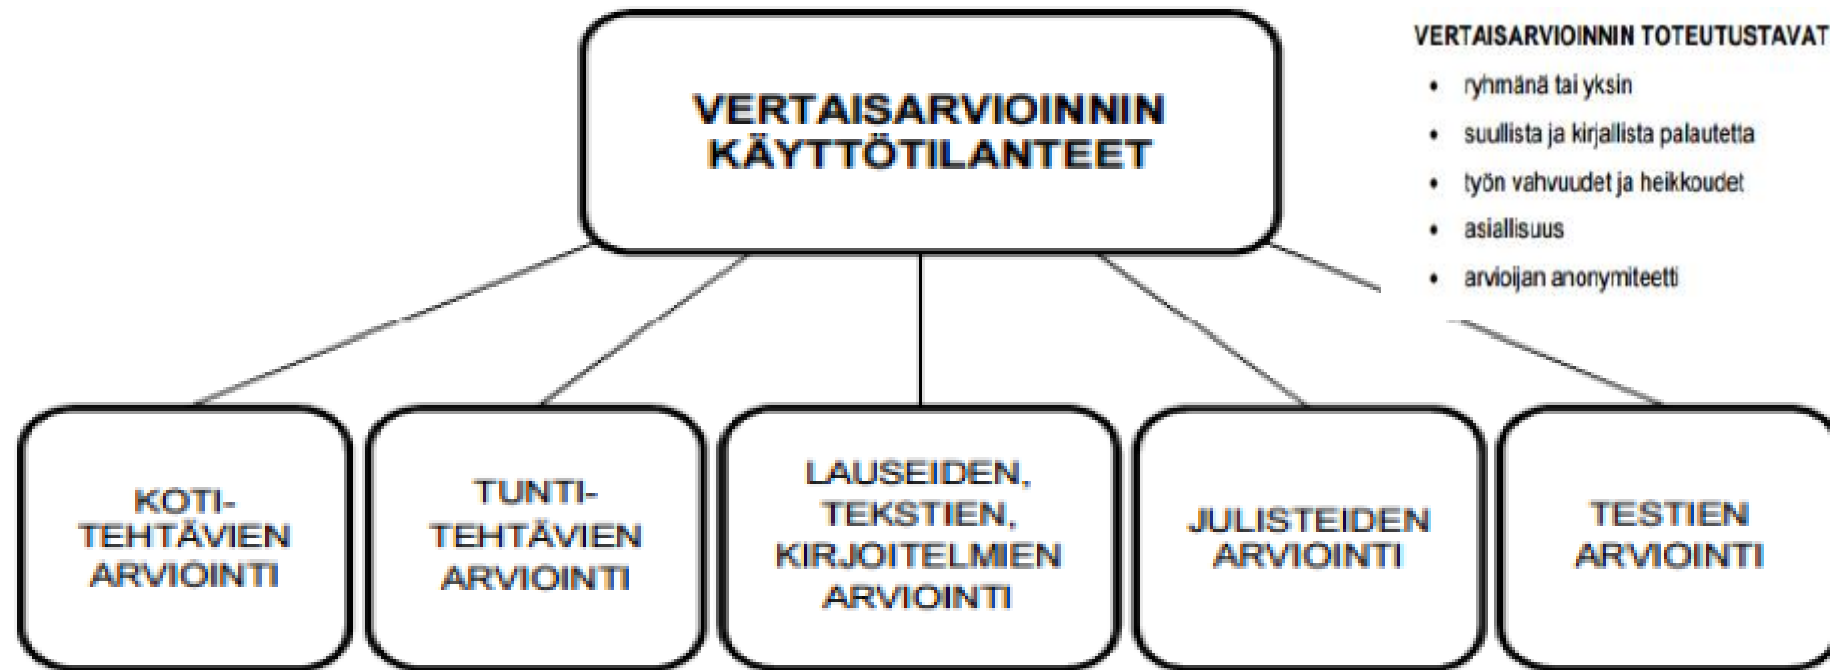 VERTAISARVIOINNIN
KÄYTTÖTILANTEET
VERTAISARVIOINNIN TOTEUTUSTAVAT
• ryhmänä tai yksin
• suullista ja kirjallista palautetta
• työn vahvuudet ja heikkoudet
• asiallisuus
• arvioijan anonymiteetti
KOTI-
TEHTÄVIEN
ARVIOINTI
TUNTI-
TEHTÄVIEN
ARVIOINTI
LAUSEIDEN,
TEKSTIEN,
KIRJOITELMIEN
ARVIOINTI
JULISTEIDEN
ARVIOINTI
TESTIEN
ARVIOINTI